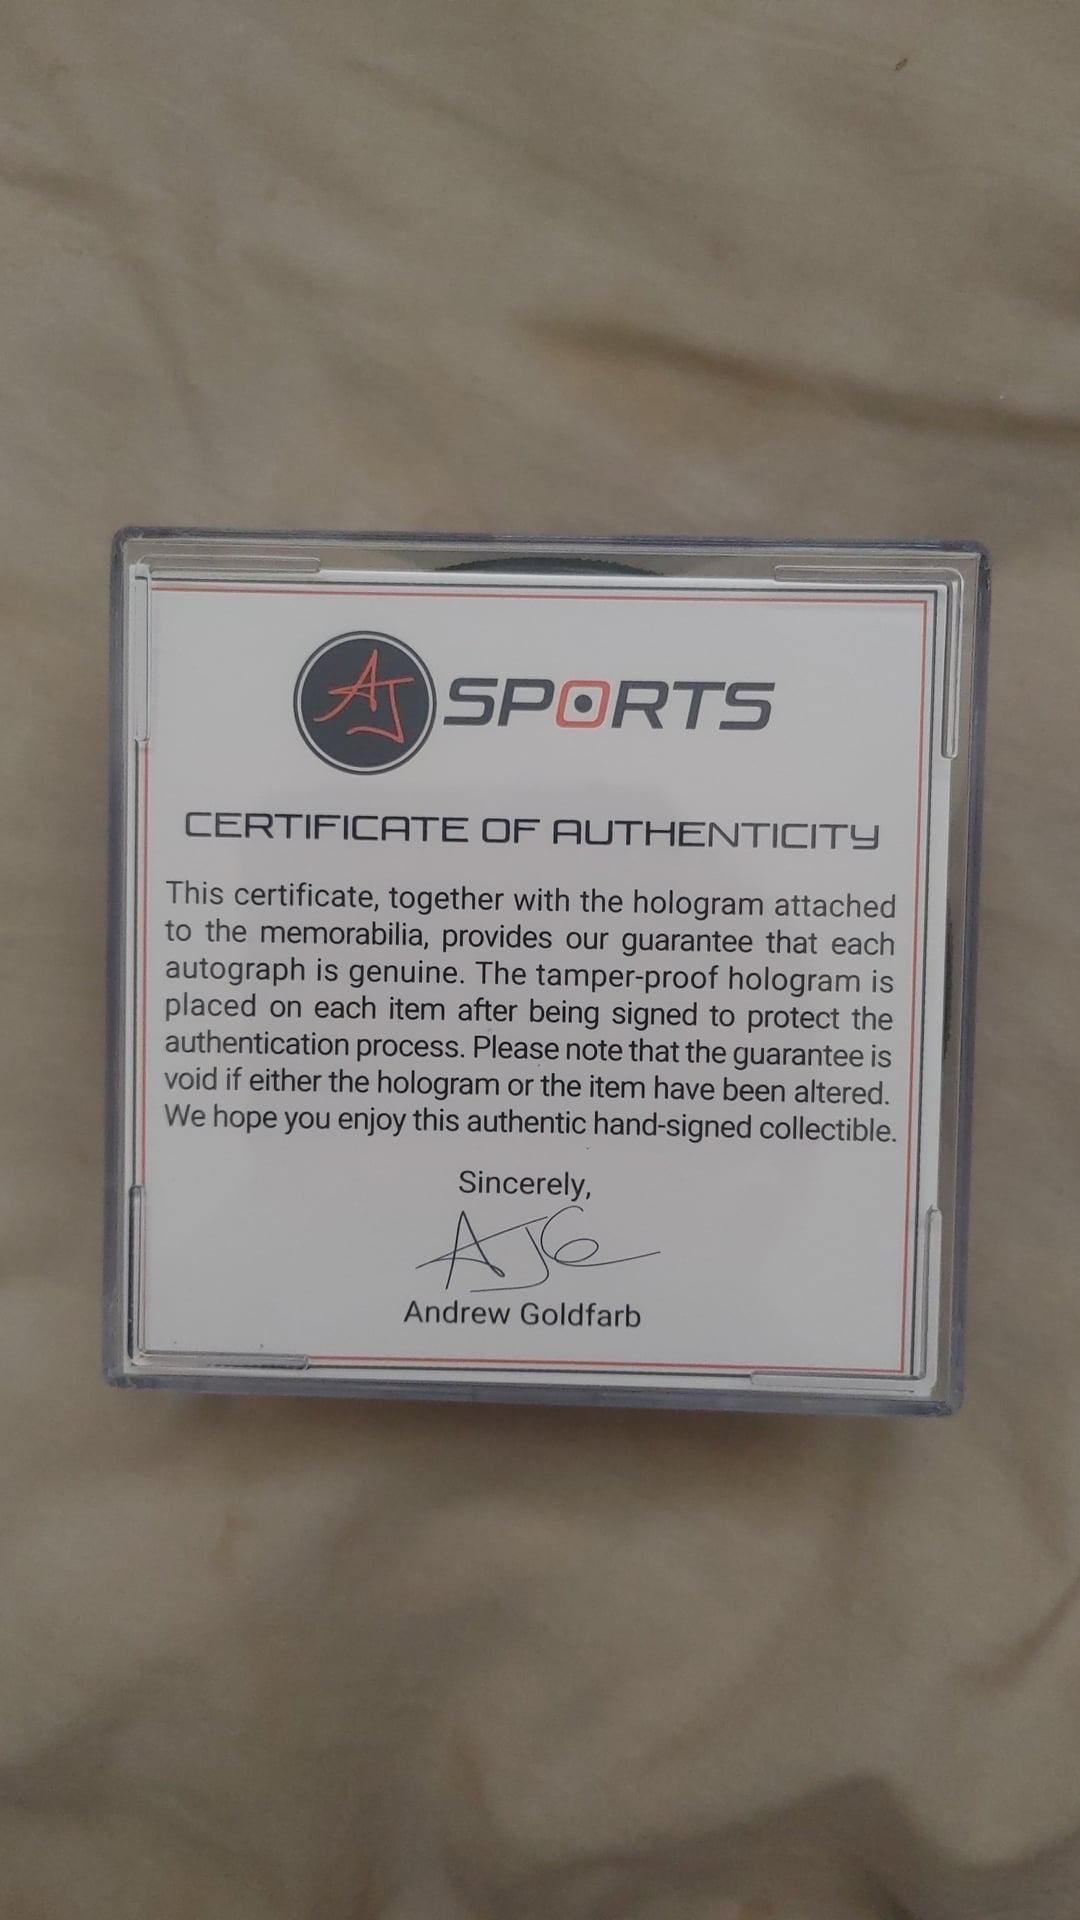 AJ SPORTS
CERTIFICATE OF AUTHENTICITY
This certificate, together with the hologram attached
to the memorabilia, provides our guarantee that each
autograph is genuine. The tamper-proof hologram is
placed on each item after being signed to protect the
authentication process. Please note that the guarantee is
void if either the hologram or the item have been altered.
We hope you enjoy this authentic hand-signed collectible.
Sincerely,
AJG
Andrew Goldfarb